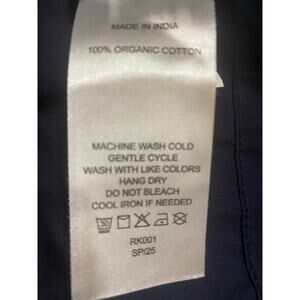 MADE IN INDIA
100% ORGANIC COTTON
MACHINE WASH COLD
GENTLE CYCLE
WASH WITH LIKE COLORS
HANG DRY
DO NOT BLEACH
COOL IRON IF NEEDED
30
RK001
SP/25